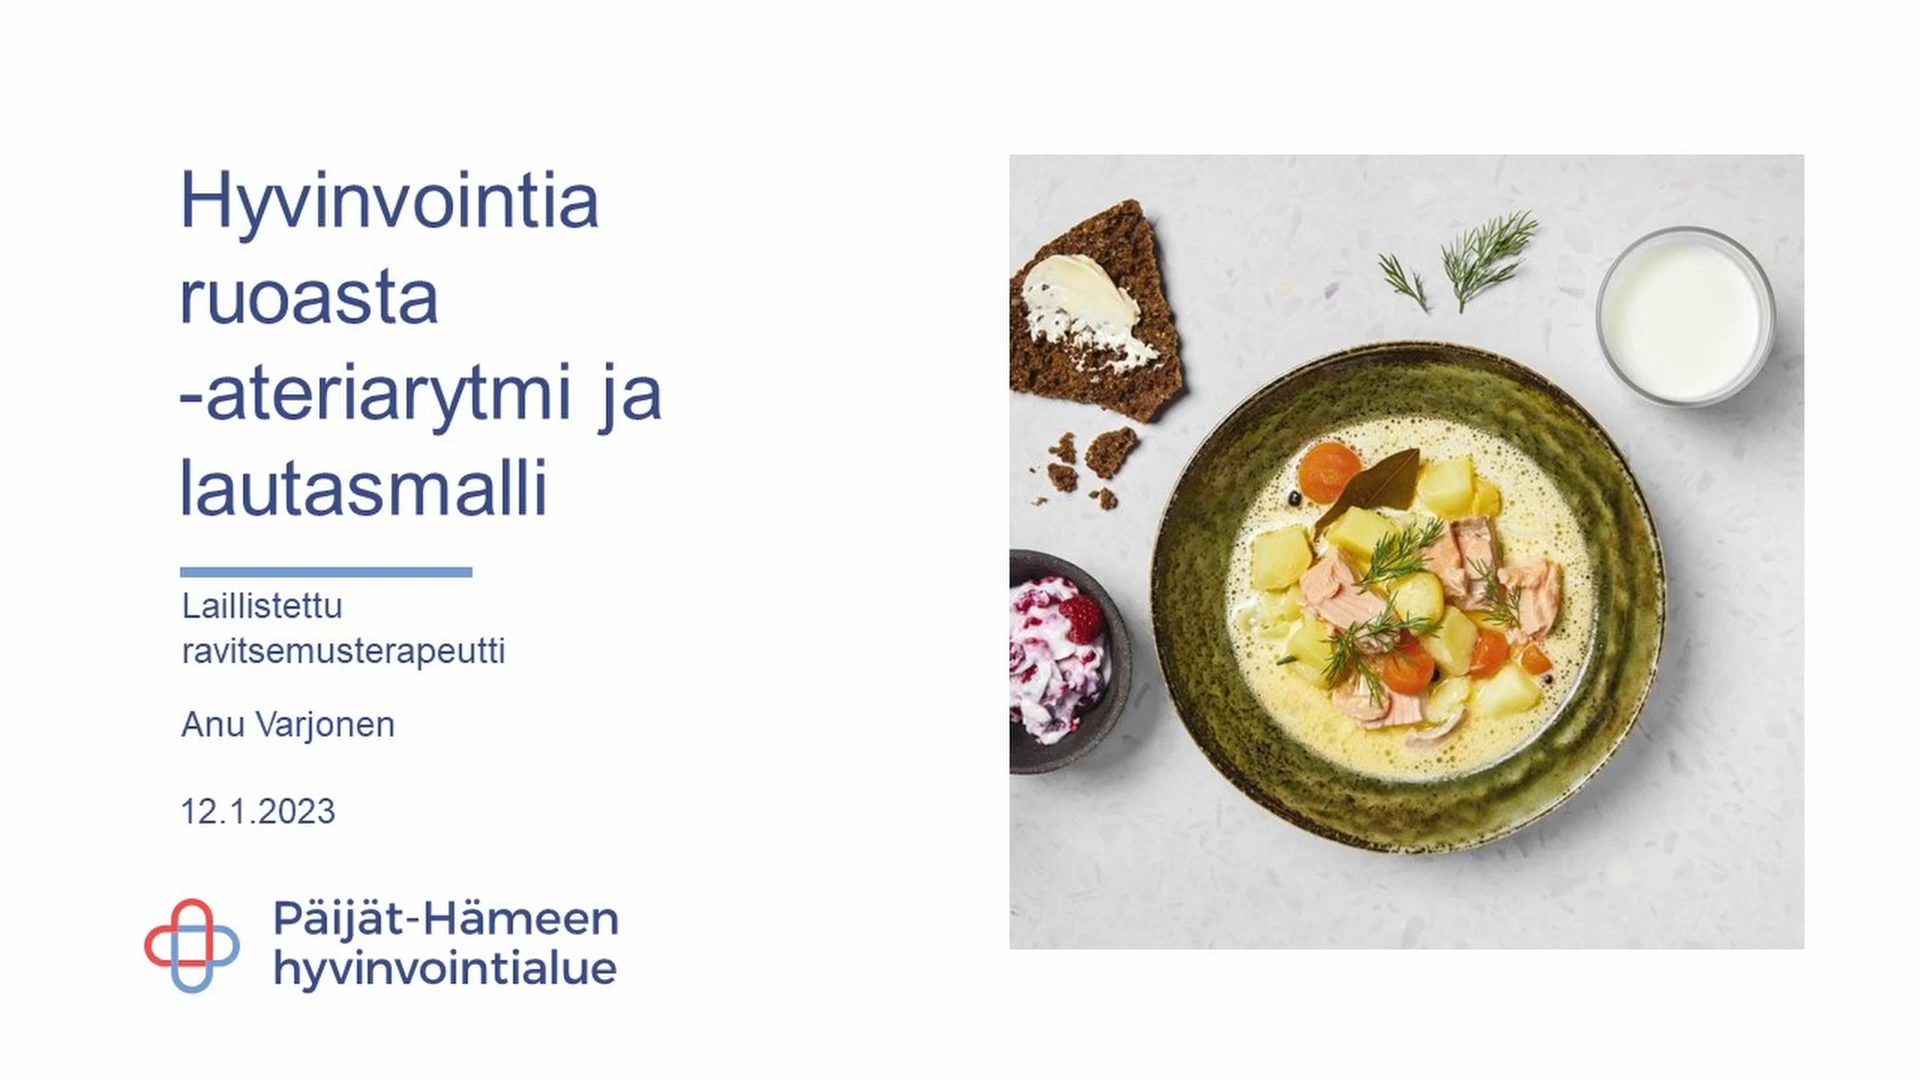 Hyvinvointia
ruoasta
-ateriarytmi ja
lautasmalli
Laillistettu
ravitsemusterapeutti
Anu Varjonen
12.1.2023
Päijät-Hämeen
hyvinvointialue